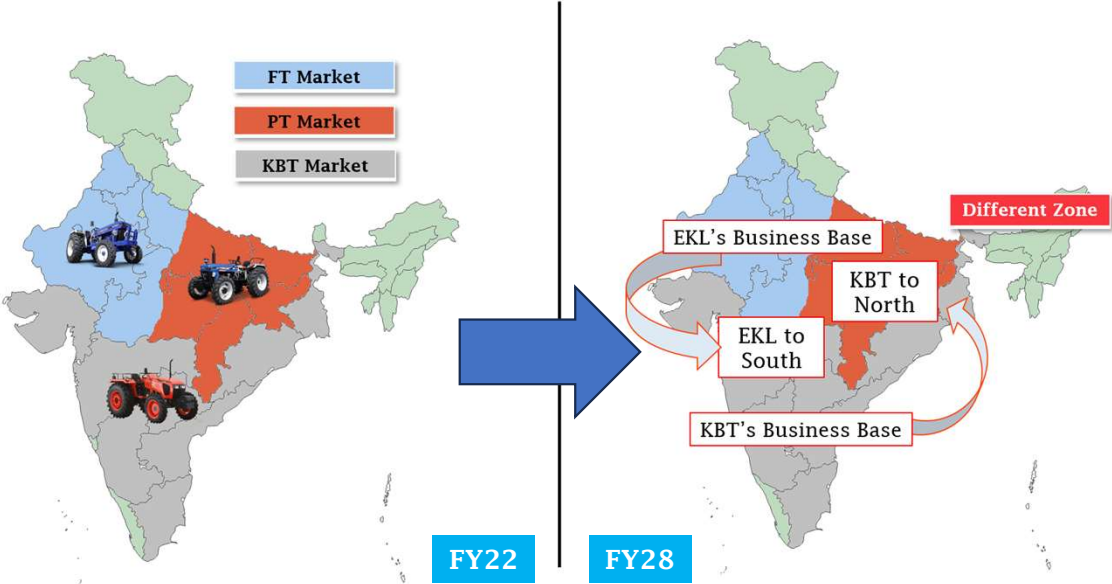 FT Market
PT Market
KBT Market
FY22
Different Zone
EKL's Business Base
KBT to
North
EKL to
South
KBT's Business Base
FY28